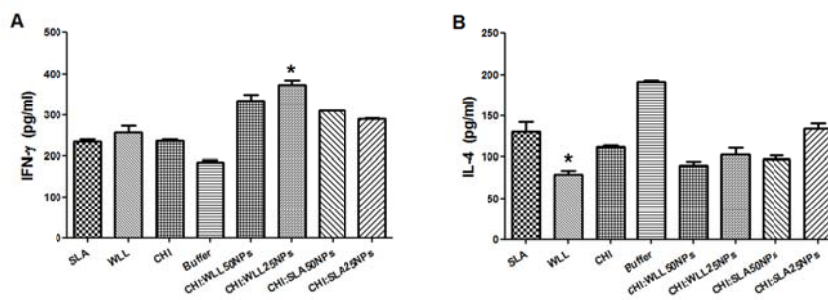 A
IFN-γ (pg/ml)
500
400
300
200
100
0
*
SLA
WLL
CHI
Buffer
CHI:WLL50NPs
CHI:WLL25NPs
CHI:SLA50NPs
CHI:SLA25NPs
B
IL-4 (pg/ml)
250
200
150
100
50
0
*
SLA
WLL
CHI
Buffer
CHI:WLL50NPs
CHI:WLL25NPs
CHI:SLA50NPs
CHI:SLA25NPs